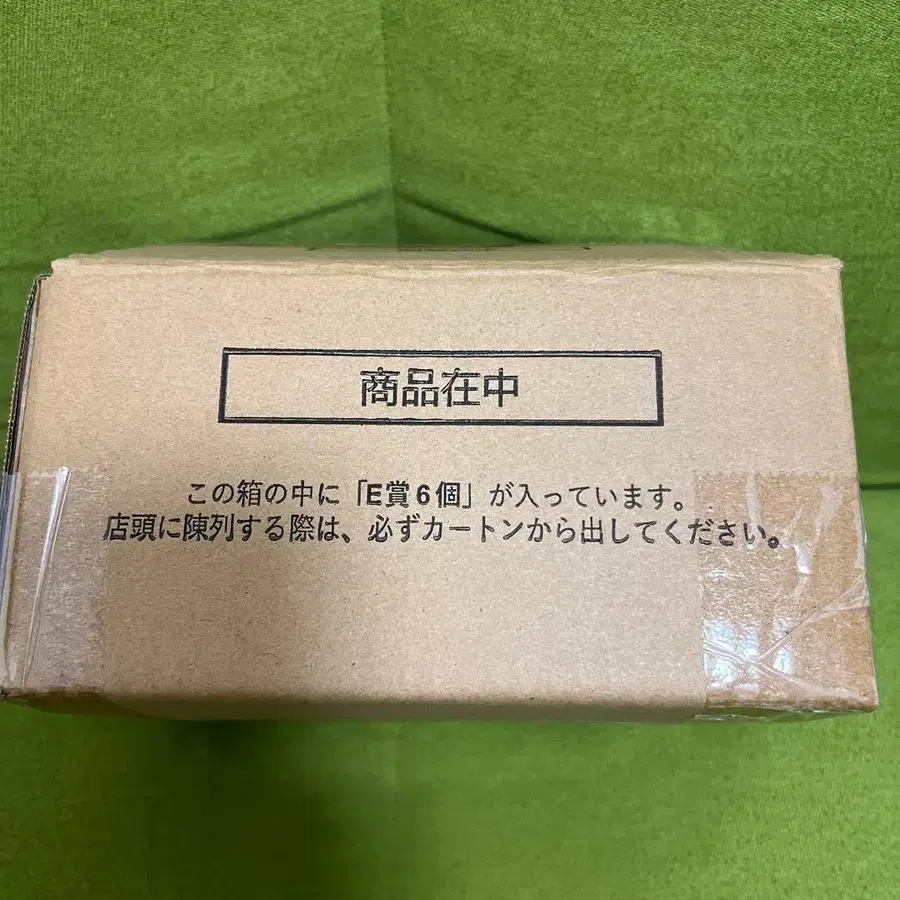 商品在中
この箱の中に「E賞6個」が入っています。
店頭に陳列する際は、必ずカートンから出してください。